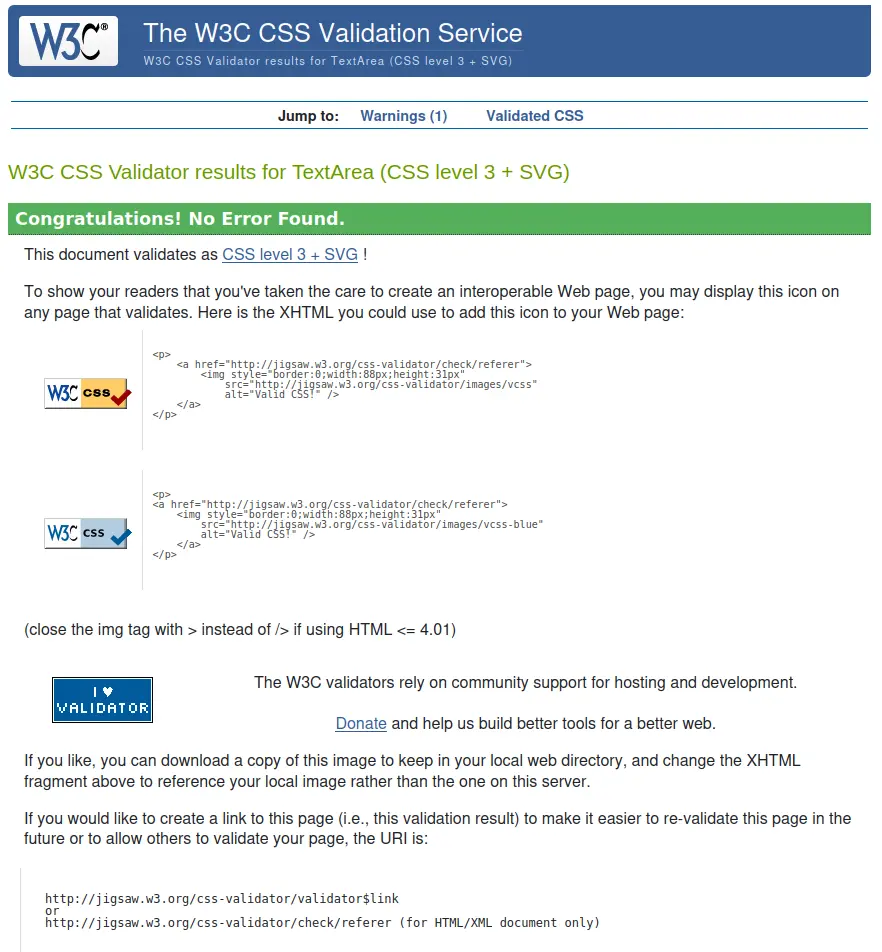 W3C®
The W3C CSS Validation Service
W3C CSS Validator results for TextArea (CSS level 3 + SVG)
Jump to: Warnings (1) Validated CSS
W3C CSS Validator results for TextArea (CSS level 3 + SVG)
Congratulations! No Error Found.
This document validates as CSS level 3 + SVG !
To show your readers that you've taken the care to create an interoperable Web page, you may display this icon on
any page that validates. Here is the XHTML you could use to add this icon to your Web page:
W3C css
<p>
    <a href="http://jigsaw.w3.org/css-validator/check/referer">
        <img style="border:0;width:88px;height:31px"
            src="http://jigsaw.w3.org/css-validator/images/vcss"
            alt="Valid CSS!" />
    </a>
</p>
W3C css
<p>
<a href="http://jigsaw.w3.org/css-validator/check/referer">
    <img style="border:0;width:88px;height:31px"
        src="http://jigsaw.w3.org/css-validator/images/vcss-blue"
        alt="Valid CSS!" />
    </a>
</p>
(close the img tag with > instead of /> if using HTML <= 4.01)
I ♥
VALIDATOR
The W3C validators rely on community support for hosting and development.
Donate and help us build better tools for a better web.
If you like, you can download a copy of this image to keep in your local web directory, and change the XHTML
fragment above to reference your local image rather than the one on this server.
If you would like to create a link to this page (i.e., this validation result) to make it easier to re-validate this page in the
future or to allow others to validate your page, the URI is:
http://jigsaw.w3.org/css-validator/validator$link
or
http://jigsaw.w3.org/css-validator/check/referer (for HTML/XML document only)